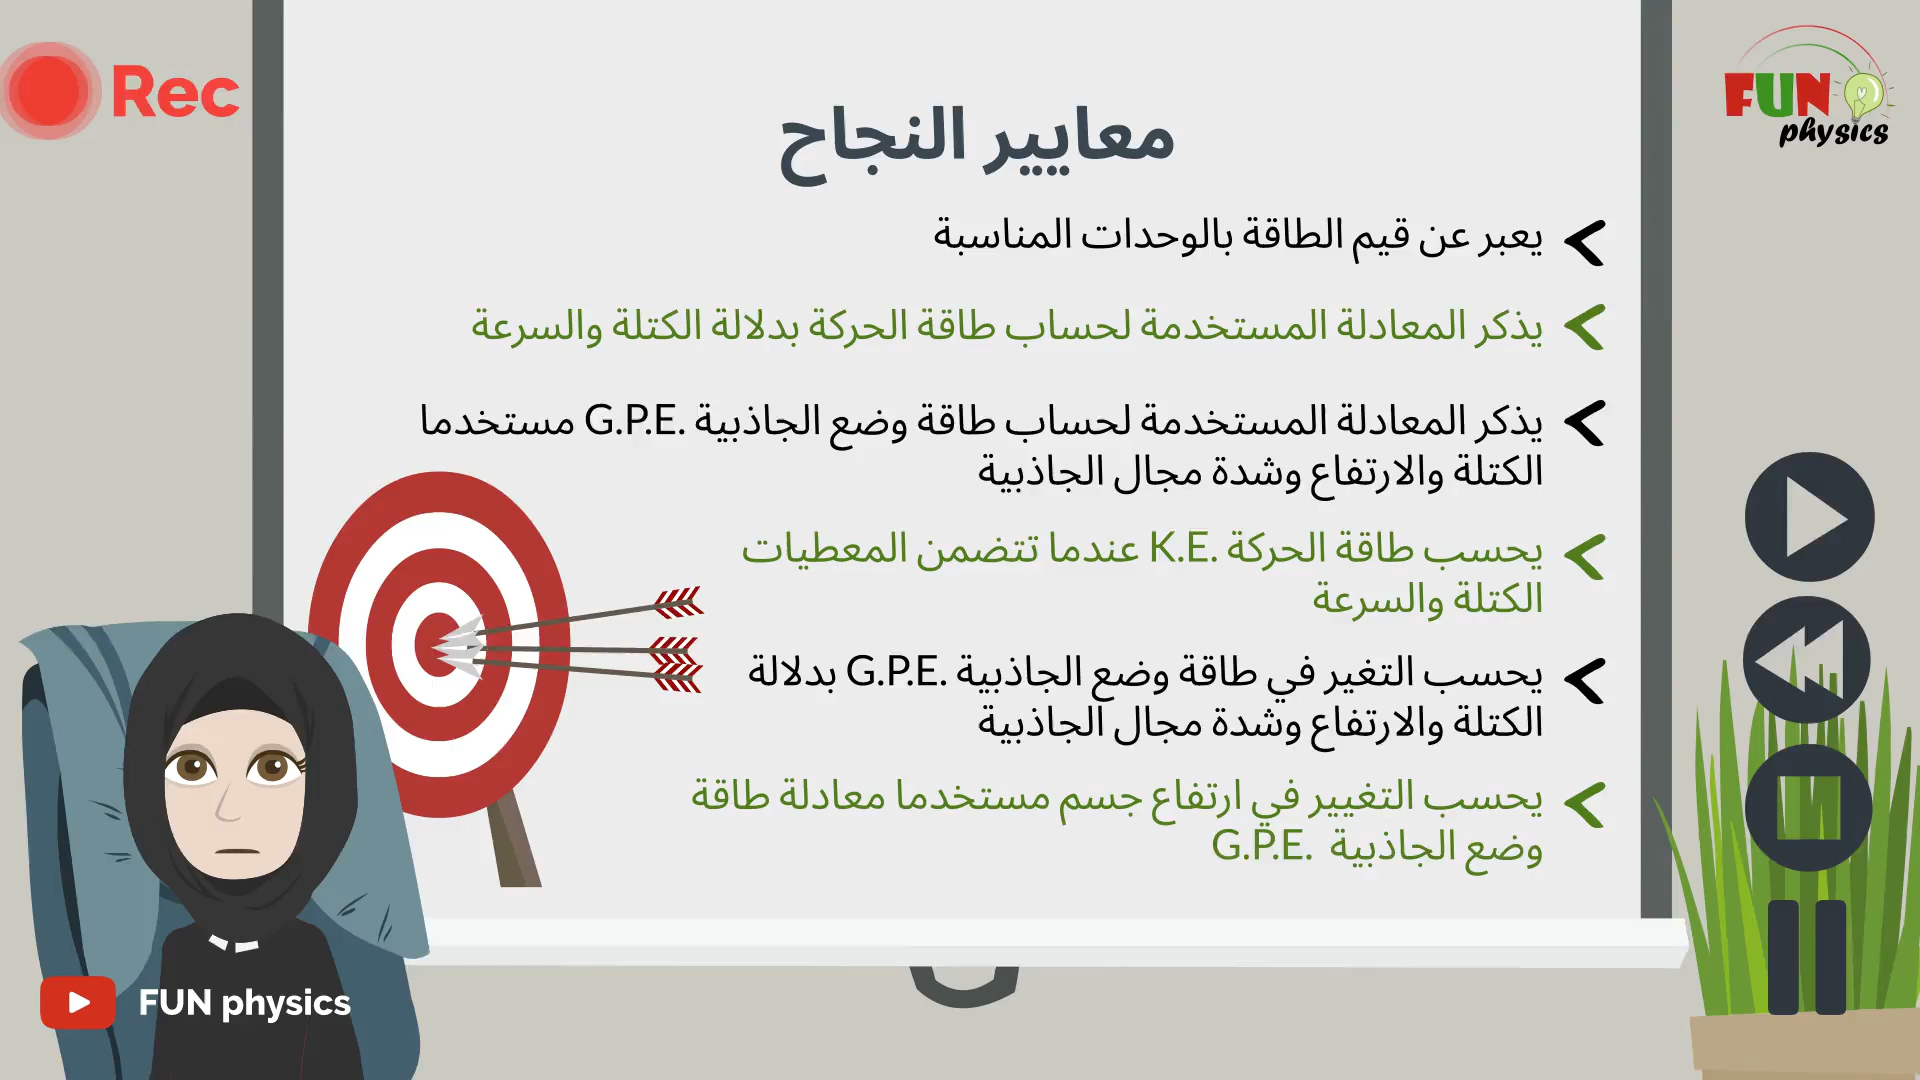 Rec
FUN
physics
معايير النجاح
يعبر عن قيم الطاقة بالوحدات المناسبة
يذكر المعادلة المستخدمة لحساب طاقة الحركة بدلالة الكتلة والسرعة
يذكر المعادلة المستخدمة لحساب طاقة وضع الجاذبية G.P.E. مستخدما
الكتلة والارتفاع وشدة مجال الجاذبية
يحسب طاقة الحركة K.E. عندما تتضمن المعطيات
الكتلة والسرعة
يحسب التغير في طاقة وضع الجاذبية G.P.E. بدلالة
الكتلة والارتفاع وشدة مجال الجاذبية
يحسب التغيير في ارتفاع جسم مستخدما معادلة طاقة
وضع الجاذبية G.P.E.
FUN physics